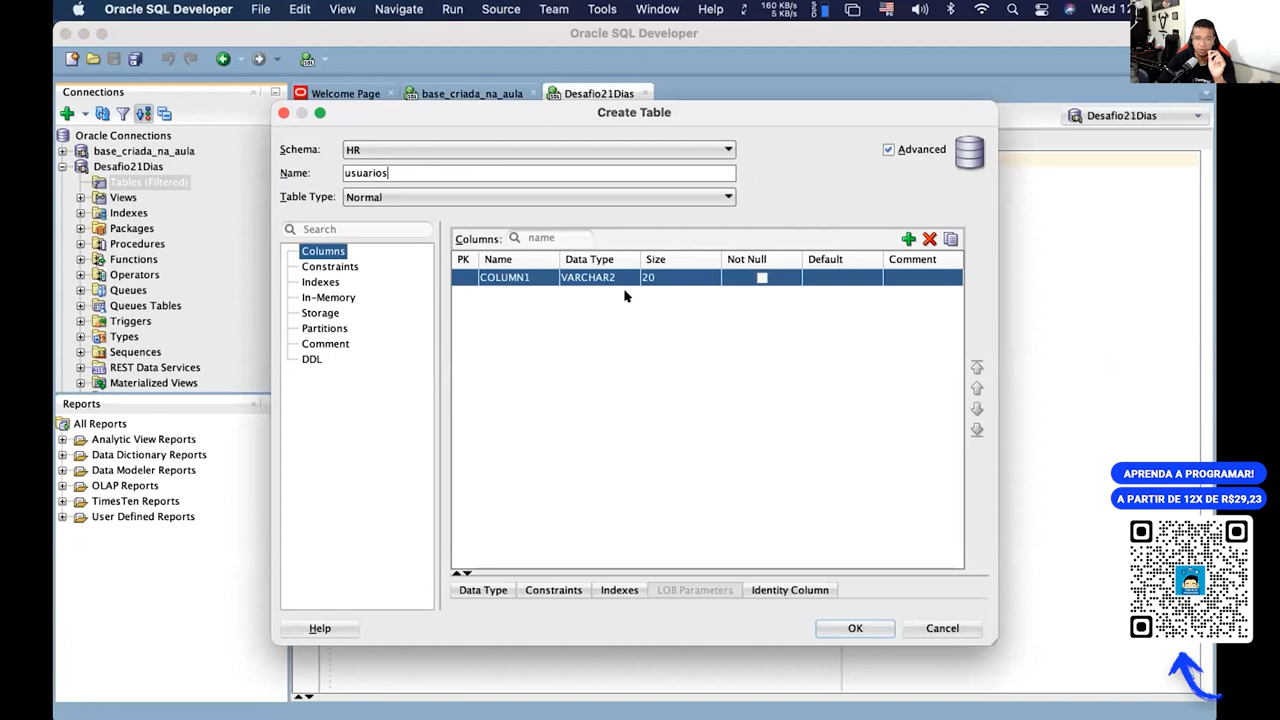 Oracle SQL Developer File Edit View Navigate Run Source Team Tools Window Help 160 KB/s 5 KB/s Wed 12
Oracle SQL Developer
Connections
Welcome Page
base_criada_na_aula
Desafio21Dias
Create Table
Desafio21Dias
Oracle Connections
base_criada_na_aula
Desafio21Dias
Tables (Filtered)
Views
Indexes
Packages
Procedures
Functions
Operators
Queues
Queues Tables
Triggers
Types
Sequences
REST Data Services
Materialized Views
Reports
All Reports
Analytic View Reports
Data Dictionary Reports
Data Modeler Reports
OLAP Reports
TimesTen Reports
User Defined Reports
Schema: HR
Advanced
Name: usuarios
Table Type: Normal
Search
Columns
Constraints
Indexes
In-Memory
Storage
Partitions
Comment
DDL
Columns: name
PK Name Data Type Size Not Null Default Comment
COLUMN1 VARCHAR2 20
Data Type Constraints Indexes LOB Parameters Identity Column
Help OK Cancel
APRENDA A PROGRAMAR!
A PARTIR DE 12X DE R$29,23